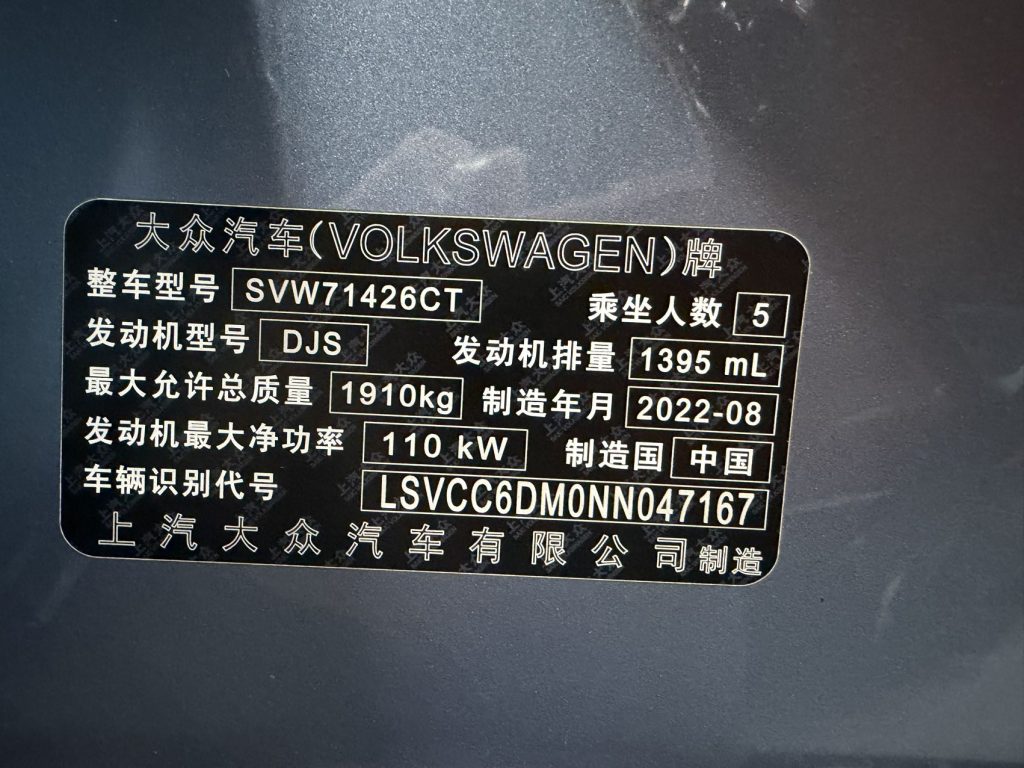 大众汽车(VOLKSWAGEN)牌
整车型号 SVW71426CT 乘坐人数 5
发动机型号 DJS 发动机排量 1395 mL
最大允许总质量 1910kg 制造年月 2022-08
发动机最大净功率 110 kW 制造国 中国
车辆识别代号 LSVCC6DM0NN047167
上汽大众汽车有限公司制造